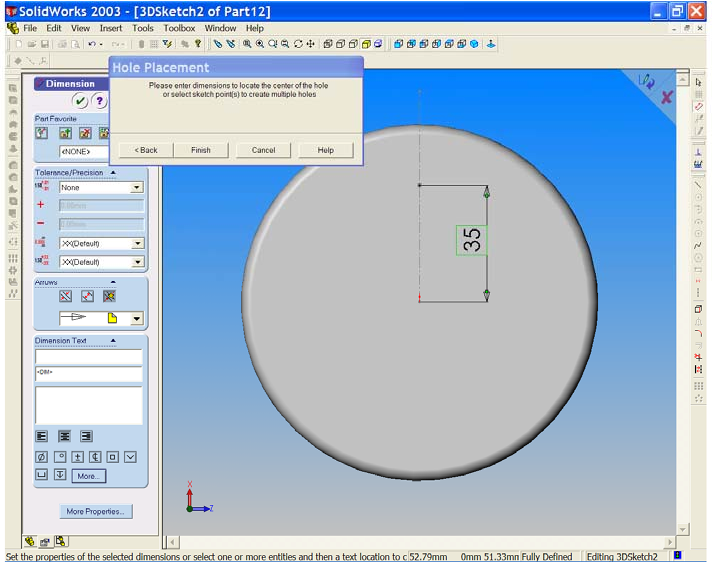 SolidWorks 2003 - [3DSketch2 of Part12]
File Edit View Insert Tools Toolbox Window Help
Hole Placement
Please enter dimensions to locate the center of the hole
or select sketch point(s) to create multiple holes
< Back Finish Cancel Help
Dimension
Part Favorite
<NONE>
Tolerance/Precision
None
0.00mm
0.00mm
.XX(Default)
.XX(Default)
Arrows
Dimension Text
<DIM>
More...
More Properties...
35
X
Z
Set the properties of the selected dimensions or select one or more entities and then a text location to c 52.79mm 0mm 51.33mm Fully Defined Editing 3DSketch2